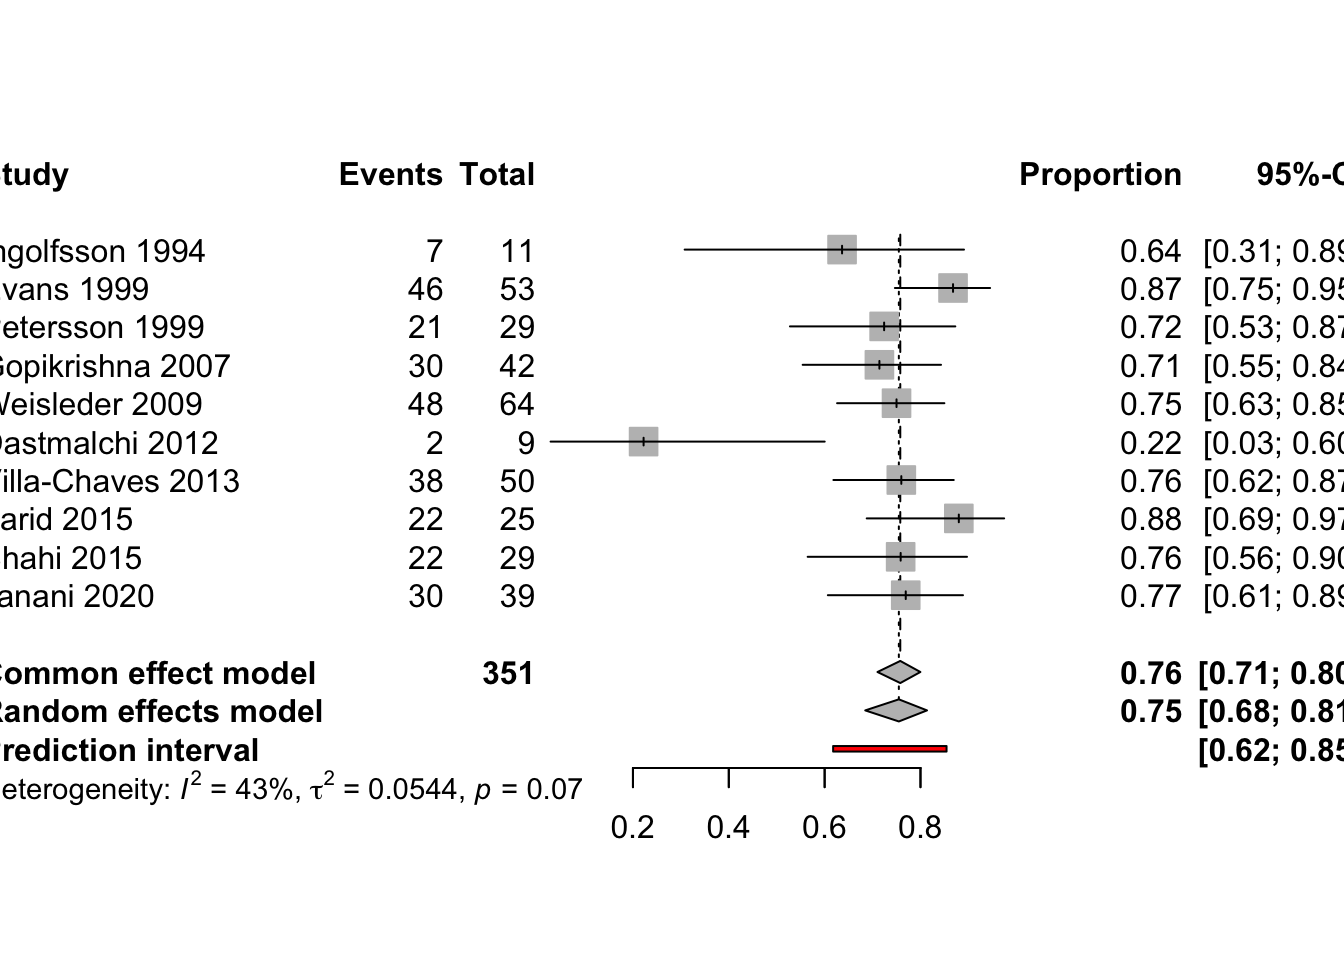 tudy Events Total Proportion 95%-C
ngolfsson 1994 7 11 0.64 [0.31; 0.89
vans 1999 46 53 0.87 [0.75; 0.95
etersson 1999 21 29 0.72 [0.53; 0.87
Gopikrishna 2007 30 42 0.71 [0.55; 0.84
Weisleder 2009 48 64 0.75 [0.63; 0.85
Dastmalchi 2012 2 9 0.22 [0.03; 0.60
illa-Chaves 2013 38 50 0.76 [0.62; 0.87
arid 2015 22 25 0.88 [0.69; 0.97
hahi 2015 22 29 0.76 [0.56; 0.90
anani 2020 30 39 0.77 [0.61; 0.89
Common effect model 351 0.76 [0.71; 0.80
Random effects model 0.75 [0.68; 0.81
Prediction interval [0.62; 0.85
eterogeneity: I² = 43%, τ² = 0.0544, p = 0.07
0.2 0.4 0.6 0.8